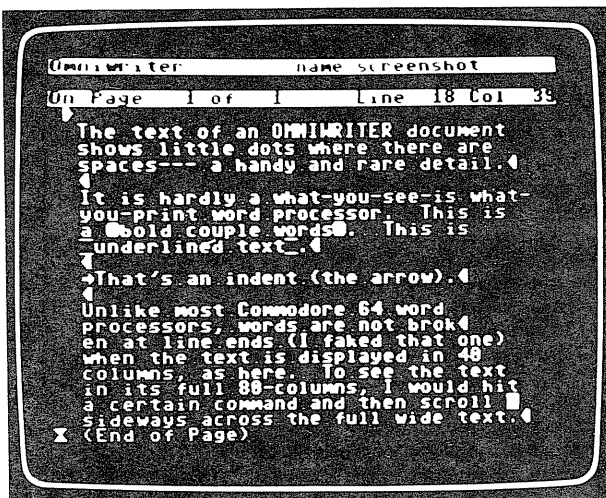 Omniwriter name screenshot
On Page 1 of 1 Line 18 Col 39
The text of an OMNIWRITER document
shows little dots where there are
spaces--- a handy and rare detail.
It is hardly a what-you-see-is what-
you-print word processor. This is
a bold couple words. This is
_underlined text_.
→That's an indent (the arrow).
Unlike most Commodore 64 word
processors, words are not brok
en at line ends (I faked that one)
when the text is displayed in 40
columns, as here. To see the text
in its full 80-columns, I would hit
a certain command and then scroll
sideways across the full wide text.
(End of Page)